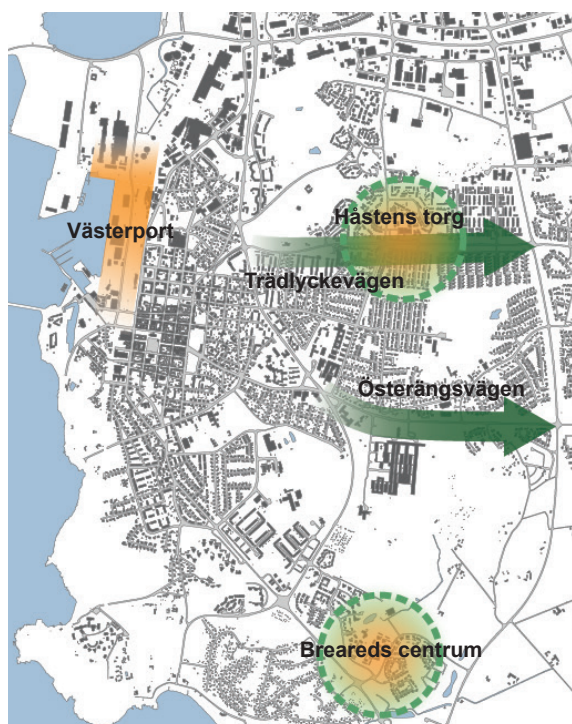 Håstens torg
Västerport
Trädlyckevägen
Österängsvägen
Breareds centrum